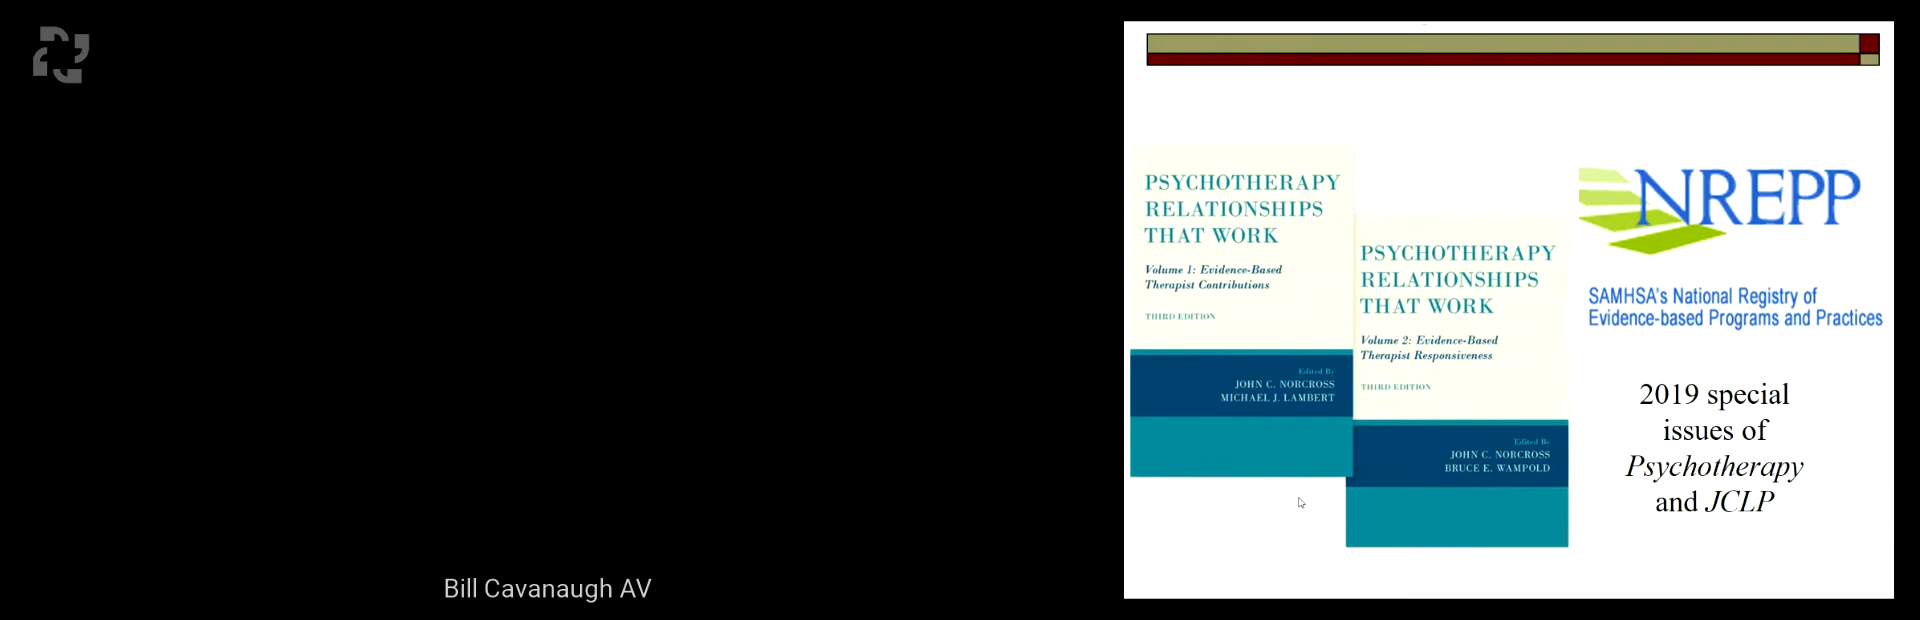 PSYCHOTHERAPY
RELATIONSHIPS
THAT WORK
Volume 1: Evidence-Based
Therapist Contributions
THIRD EDITION
Edited By
JOHN C. NORCROSS
MICHAEL J. LAMBERT
PSYCHOTHERAPY
RELATIONSHIPS
THAT WORK
Volume 2: Evidence-Based
Therapist Responsiveness
THIRD EDITION
Edited By
JOHN C. NORCROSS
BRUCE E. WAMPOLD
NREPP
SAMHSA's National Registry of
Evidence-based Programs and Practices
2019 special
issues of
Psychotherapy
and JCLP
Bill Cavanaugh AV